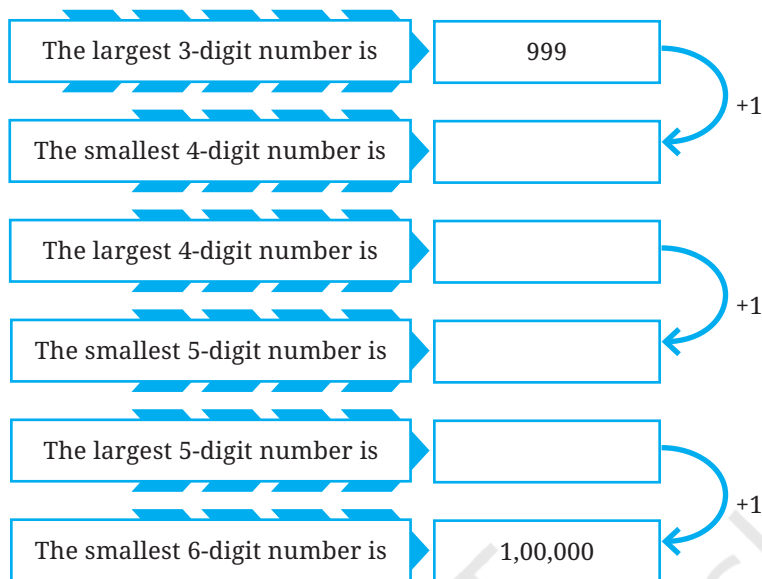 The largest 3-digit number is 999
+1
The smallest 4-digit number is
The largest 4-digit number is
+1
The smallest 5-digit number is
The largest 5-digit number is
+1
The smallest 6-digit number is 1,00,000